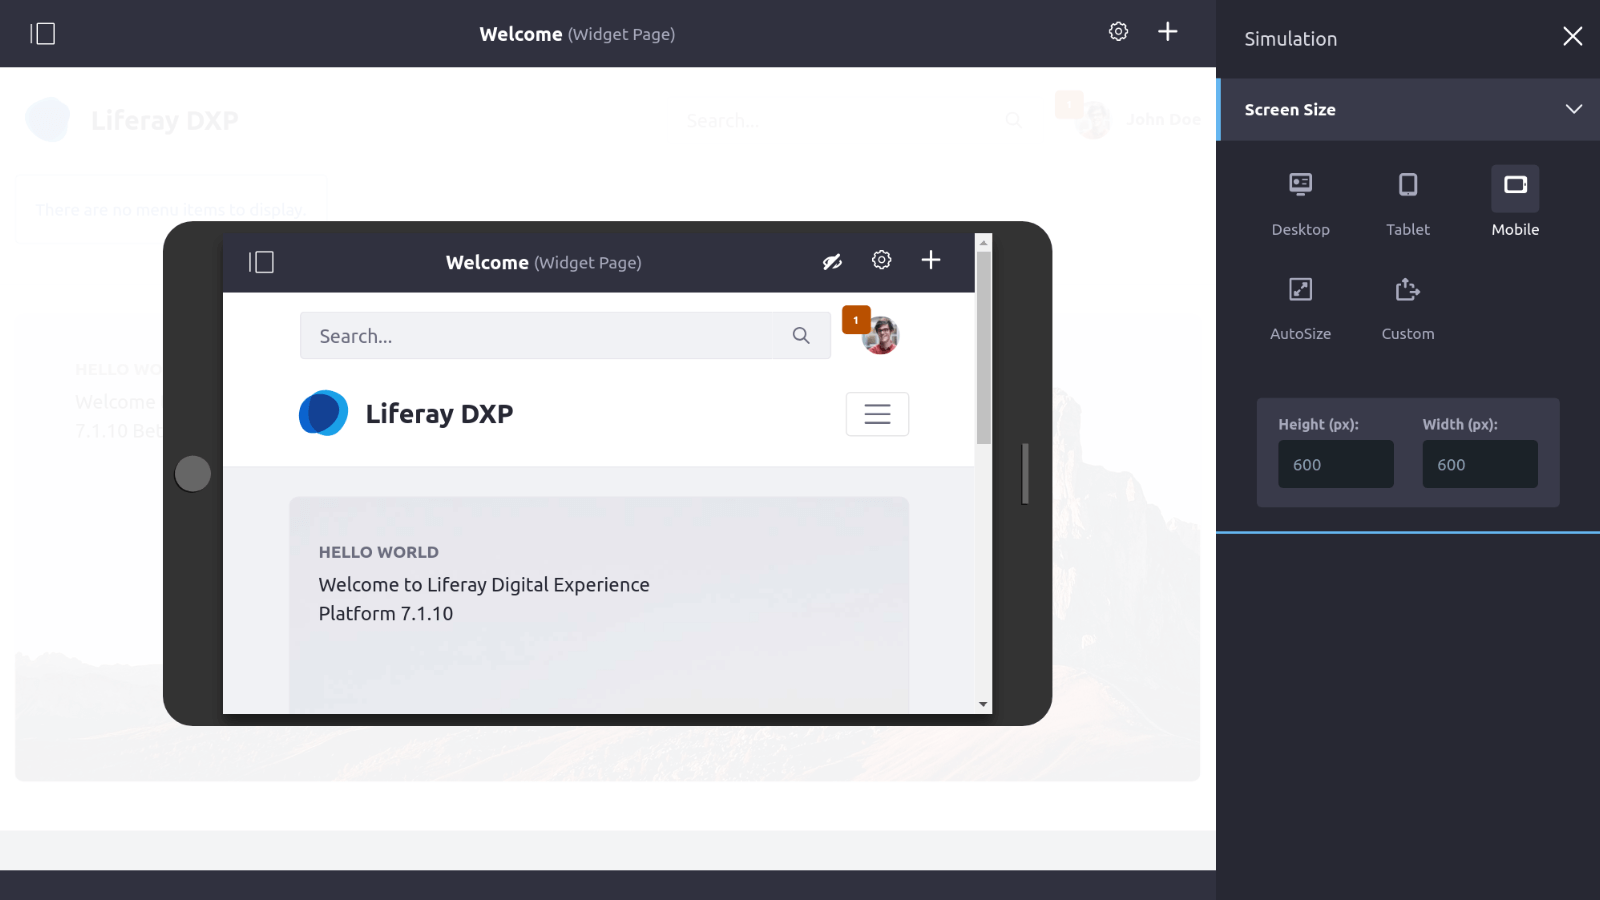 Welcome (Widget Page)
Simulation
Screen Size
Desktop
Tablet
Mobile
AutoSize
Custom
Height (px):
Width (px):
600
600
Liferay DXP
Search...
1
John Doe
There are no menu items to display.
HELLO WO
Welcome
7.1.10 Bet
Welcome (Widget Page)
Search...
1
Liferay DXP
HELLO WORLD
Welcome to Liferay Digital Experience
Platform 7.1.10